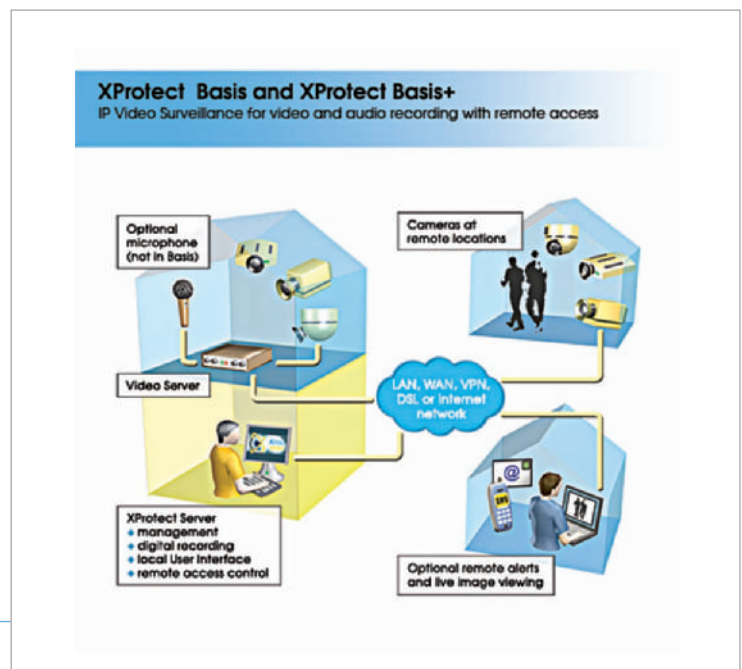 XProtect Basis and XProtect Basis+
IP Video Surveillance for video and audio recording with remote access
Optional
microphone
(not in Basis)
Cameras at
remote locations
Video Server
LAN, WAN, VPN,
DSL or Internet
network
@
SMS
XProtect Server
management
digital recording
local User Interface
remote access control
Optional remote alerts
and live image viewing